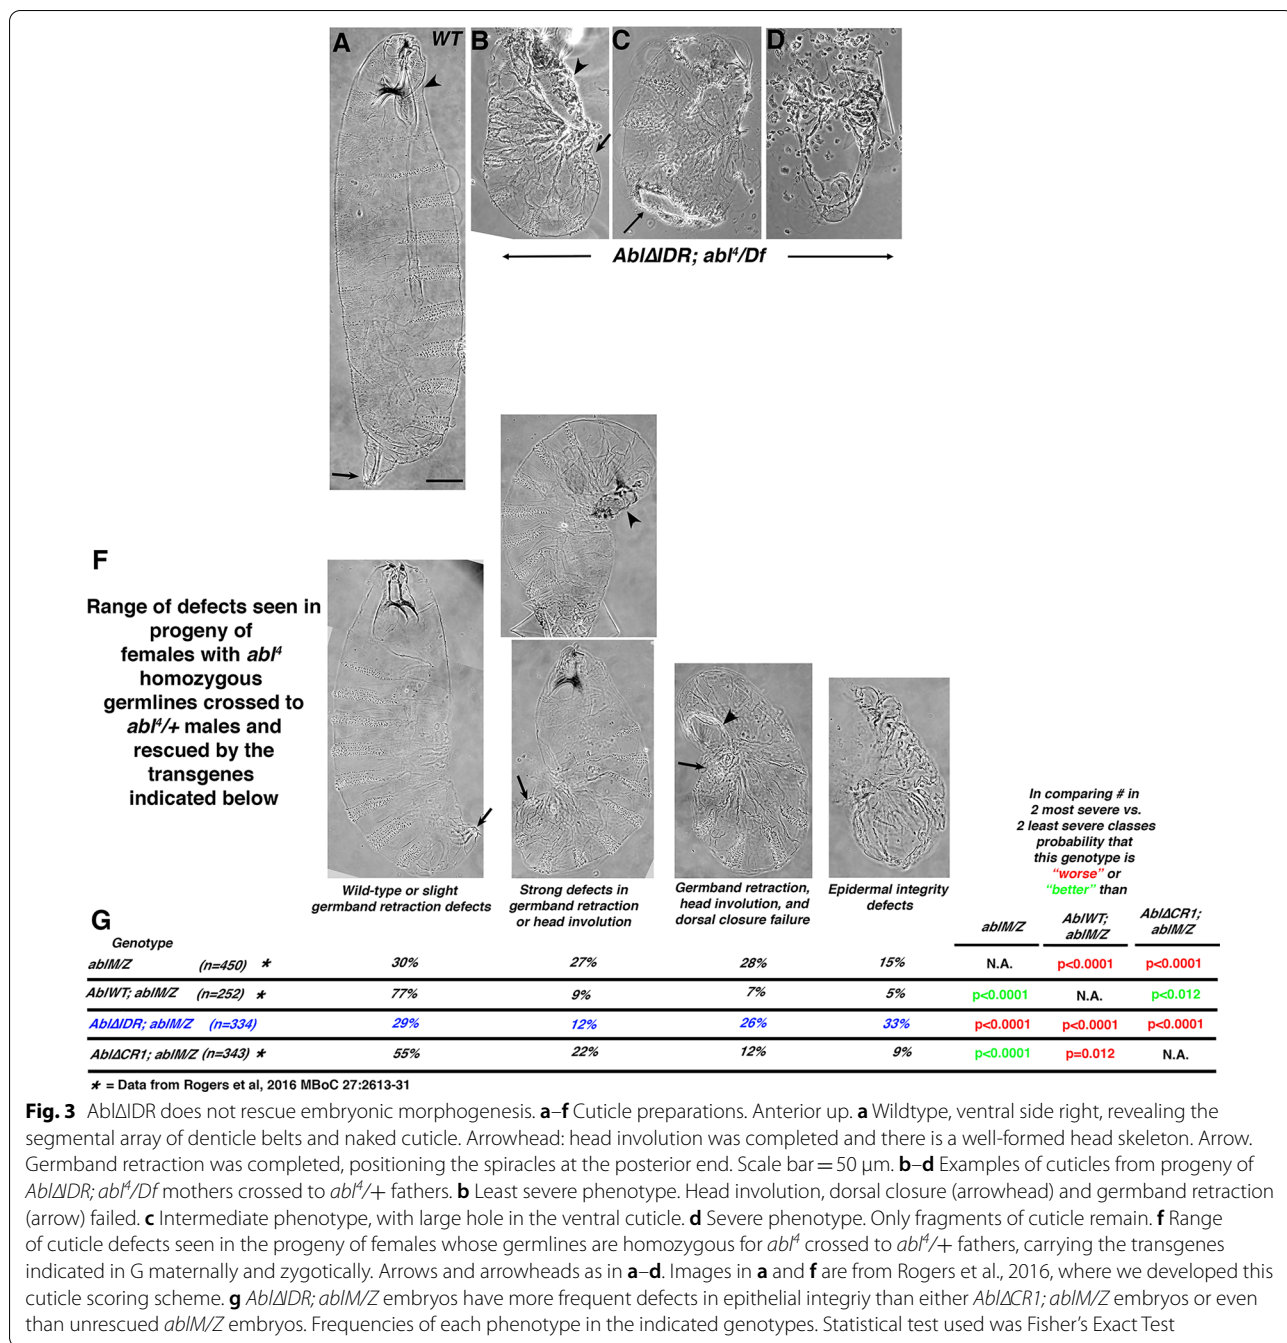 A WT B C D
AblΔIDR; abl⁴/Df
F
Range of defects seen in
progeny of
females with abl⁴
homozygous
germlines crossed to
abl⁴/+ males and
rescued by the
transgenes
indicated below
In comparing # in
2 most severe vs.
2 least severe classes
probability that
this genotype is
“worse” or
“better” than
Wild-type or slight
germband retraction defects
Strong defects in
germband retraction
or head involution
Germband retraction,
head involution, and
dorsal closure failure
Epidermal integrity
defects
G
Genotype
ablM/Z
AblWT;
ablM/Z
AblΔCR1;
ablM/Z
ablM/Z (n=450) * 30% 27% 28% 15% N.A. p<0.0001 p<0.0001
AblWT; ablM/Z (n=252) * 77% 9% 7% 5% p<0.0001 N.A. p<0.012
AblΔIDR; ablM/Z (n=334) 29% 12% 26% 33% p<0.0001 p<0.0001 p<0.0001
AblΔCR1; ablM/Z (n=343) * 55% 22% 12% 9% p<0.0001 p=0.012 N.A.
* = Data from Rogers et al, 2016 MBoC 27:2613-31
Fig. 3 AblΔIDR does not rescue embryonic morphogenesis. a–f Cuticle preparations. Anterior up. a Wildtype, ventral side right, revealing the
segmental array of denticle belts and naked cuticle. Arrowhead: head involution was completed and there is a well-formed head skeleton. Arrow.
Germband retraction was completed, positioning the spiracles at the posterior end. Scale bar = 50 μm. b–d Examples of cuticles from progeny of
AblΔIDR; abl⁴/Df mothers crossed to abl⁴/+ fathers. b Least severe phenotype. Head involution, dorsal closure (arrowhead) and germband retraction
(arrow) failed. c Intermediate phenotype, with large hole in the ventral cuticle. d Severe phenotype. Only fragments of cuticle remain. f Range
of cuticle defects seen in the progeny of females whose germlines are homozygous for abl⁴ crossed to abl⁴/+ fathers, carrying the transgenes
indicated in G maternally and zygotically. Arrows and arrowheads as in a–d. Images in a and f are from Rogers et al., 2016, where we developed this
cuticle scoring scheme. g AblΔIDR; ablM/Z embryos have more frequent defects in epithelial integriy than either AblΔCR1; ablM/Z embryos or even
than unrescued ablM/Z embryos. Frequencies of each phenotype in the indicated genotypes. Statistical test used was Fisher’s Exact Test